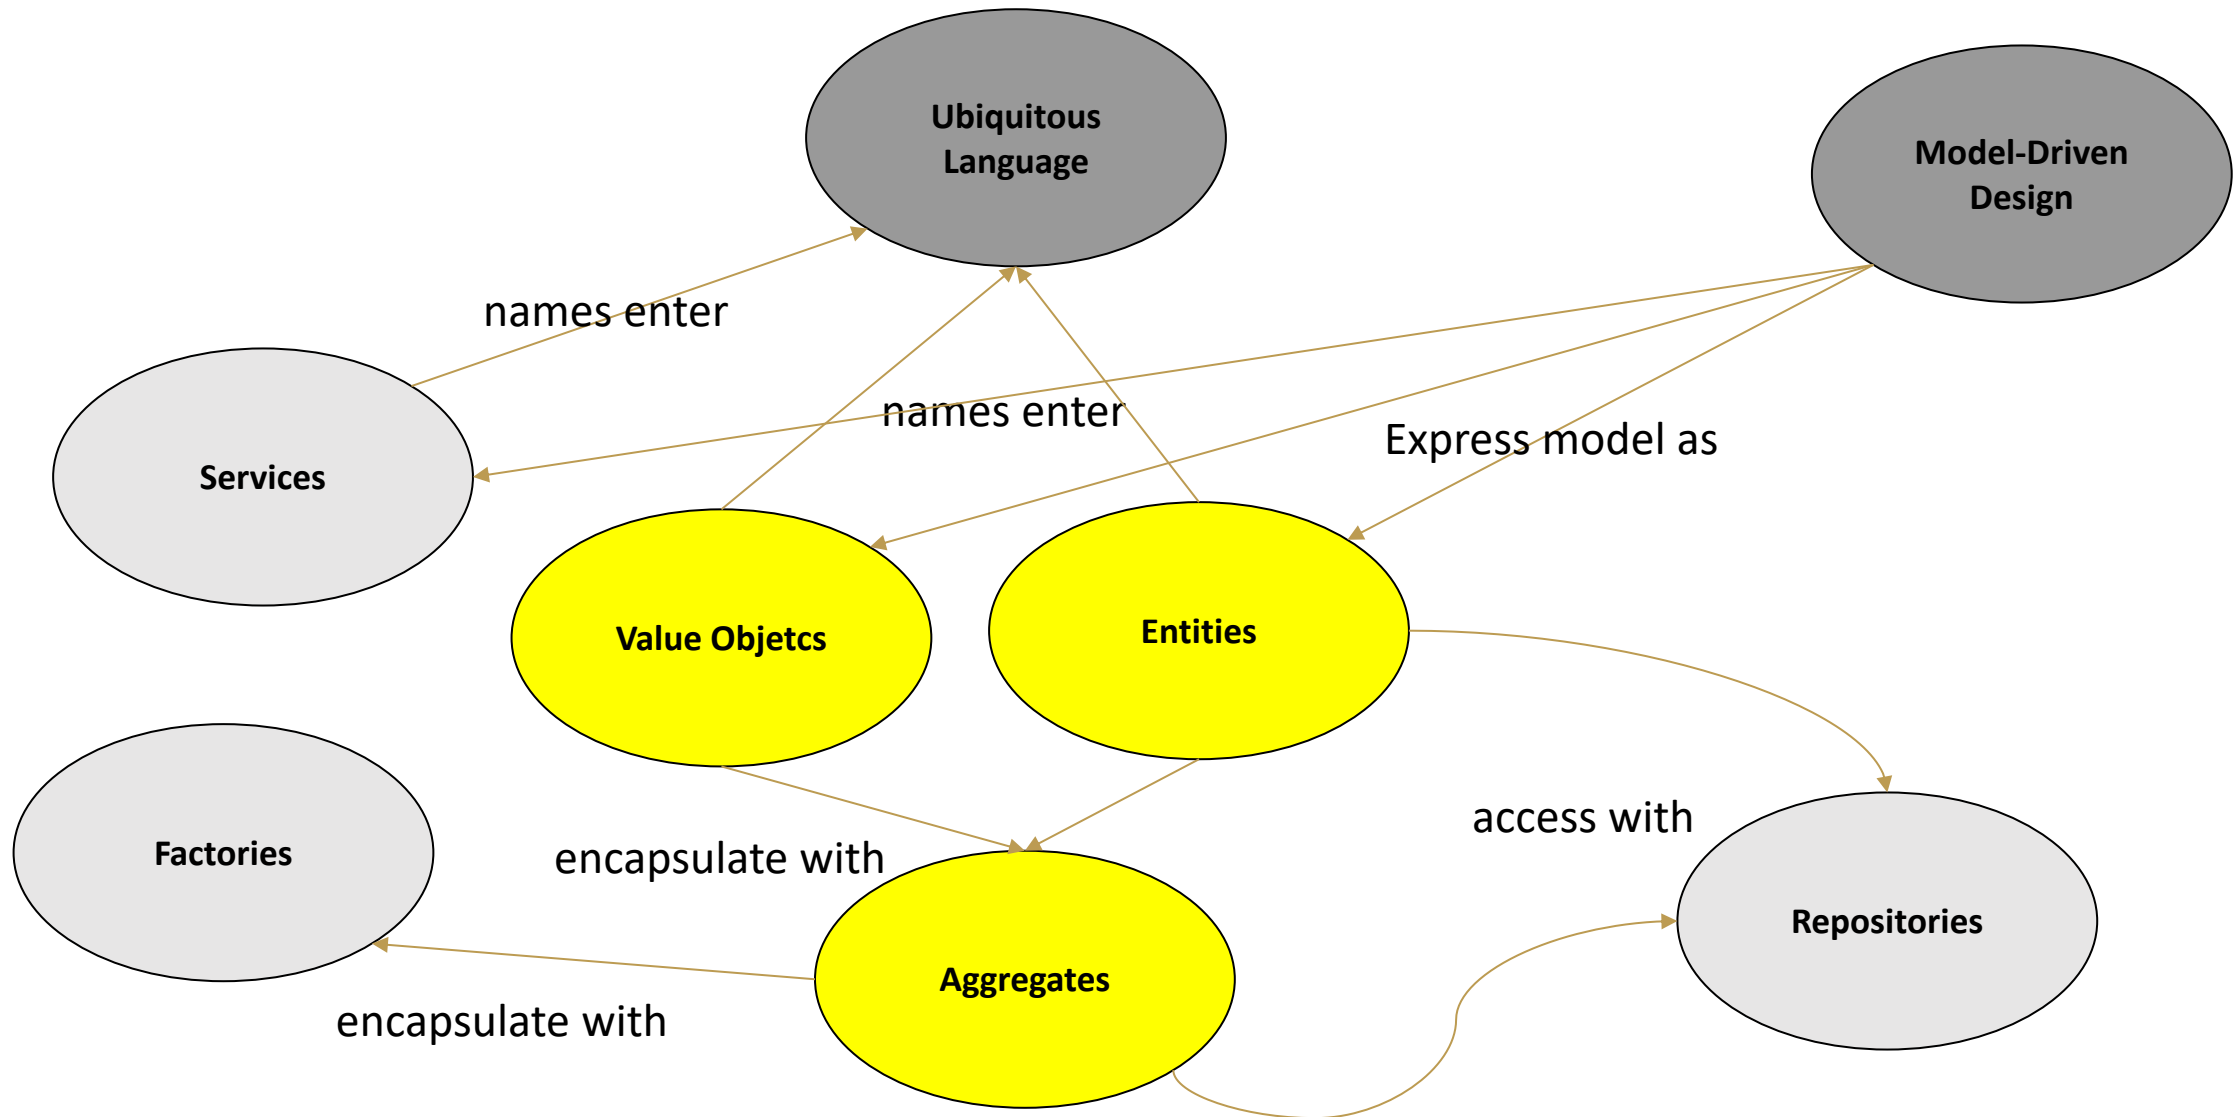 Ubiquitous
Language
Model-Driven
Design
names enter
names enter
Express model as
Services
Value Objetcs
Entities
access with
Factories
encapsulate with
Repositories
Aggregates
encapsulate with